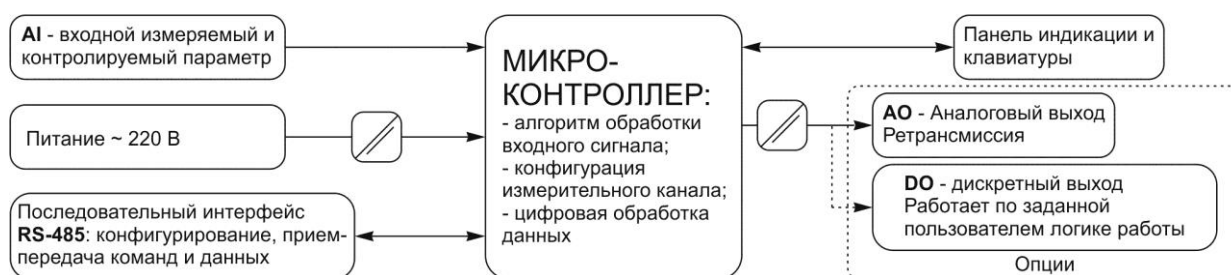 AI - входной измеряемый и
контролируемый параметр
Питание ~ 220 В
Последовательный интерфейс
RS-485: конфигурирование, прием-
передача команд и данных
МИКРО-
КОНТРОЛЛЕР:
- алгоритм обработки
входного сигнала;
- конфигурация
измерительного канала;
- цифровая обработка
данных
Панель индикации и
клавиатуры
AO - Аналоговый выход
Ретрансмиссия
DO - дискретный выход
Работает по заданной
пользователем логике работы
Опции